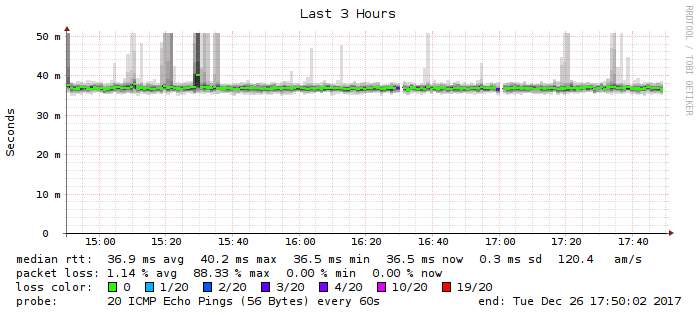 Last 3 Hours
RRDTOOL / TOBI OETIKER
Seconds
50 m
40 m
30 m
20 m
10 m
0
15:00 15:20 15:40 16:00 16:20 16:40 17:00 17:20 17:40
median rtt: 36.9 ms avg 40.2 ms max 36.5 ms min 36.5 ms now 0.3 ms sd 120.4 am/s
packet loss: 1.14 % avg 88.33 % max 0.00 % min 0.00 % now
loss color: 0 1/20 2/20 3/20 4/20 10/20 19/20
probe: 20 ICMP Echo Pings (56 Bytes) every 60s end: Tue Dec 26 17:50:02 2017